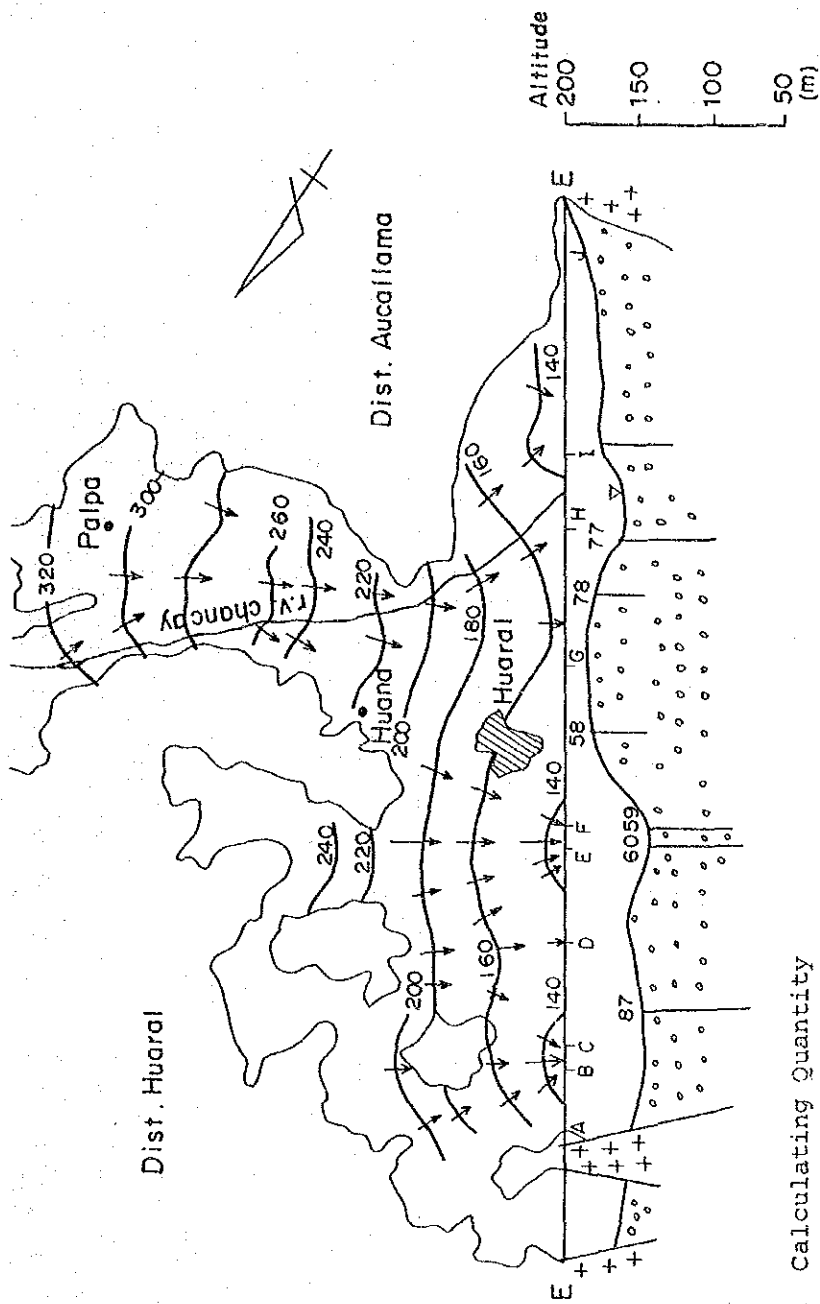 Dist. Huaral
Dist. Aucallama
Palpa
320
300
260
240
r.v. chancay
220
Huand
200
180
Huaral
160
140
240
220
200
160
140
140
Altitude
200
150
100
50
(m)
E
A
B
C
D
E
F
G
H
I
J
E
87
6059
58
78
77
Calculating Quantity